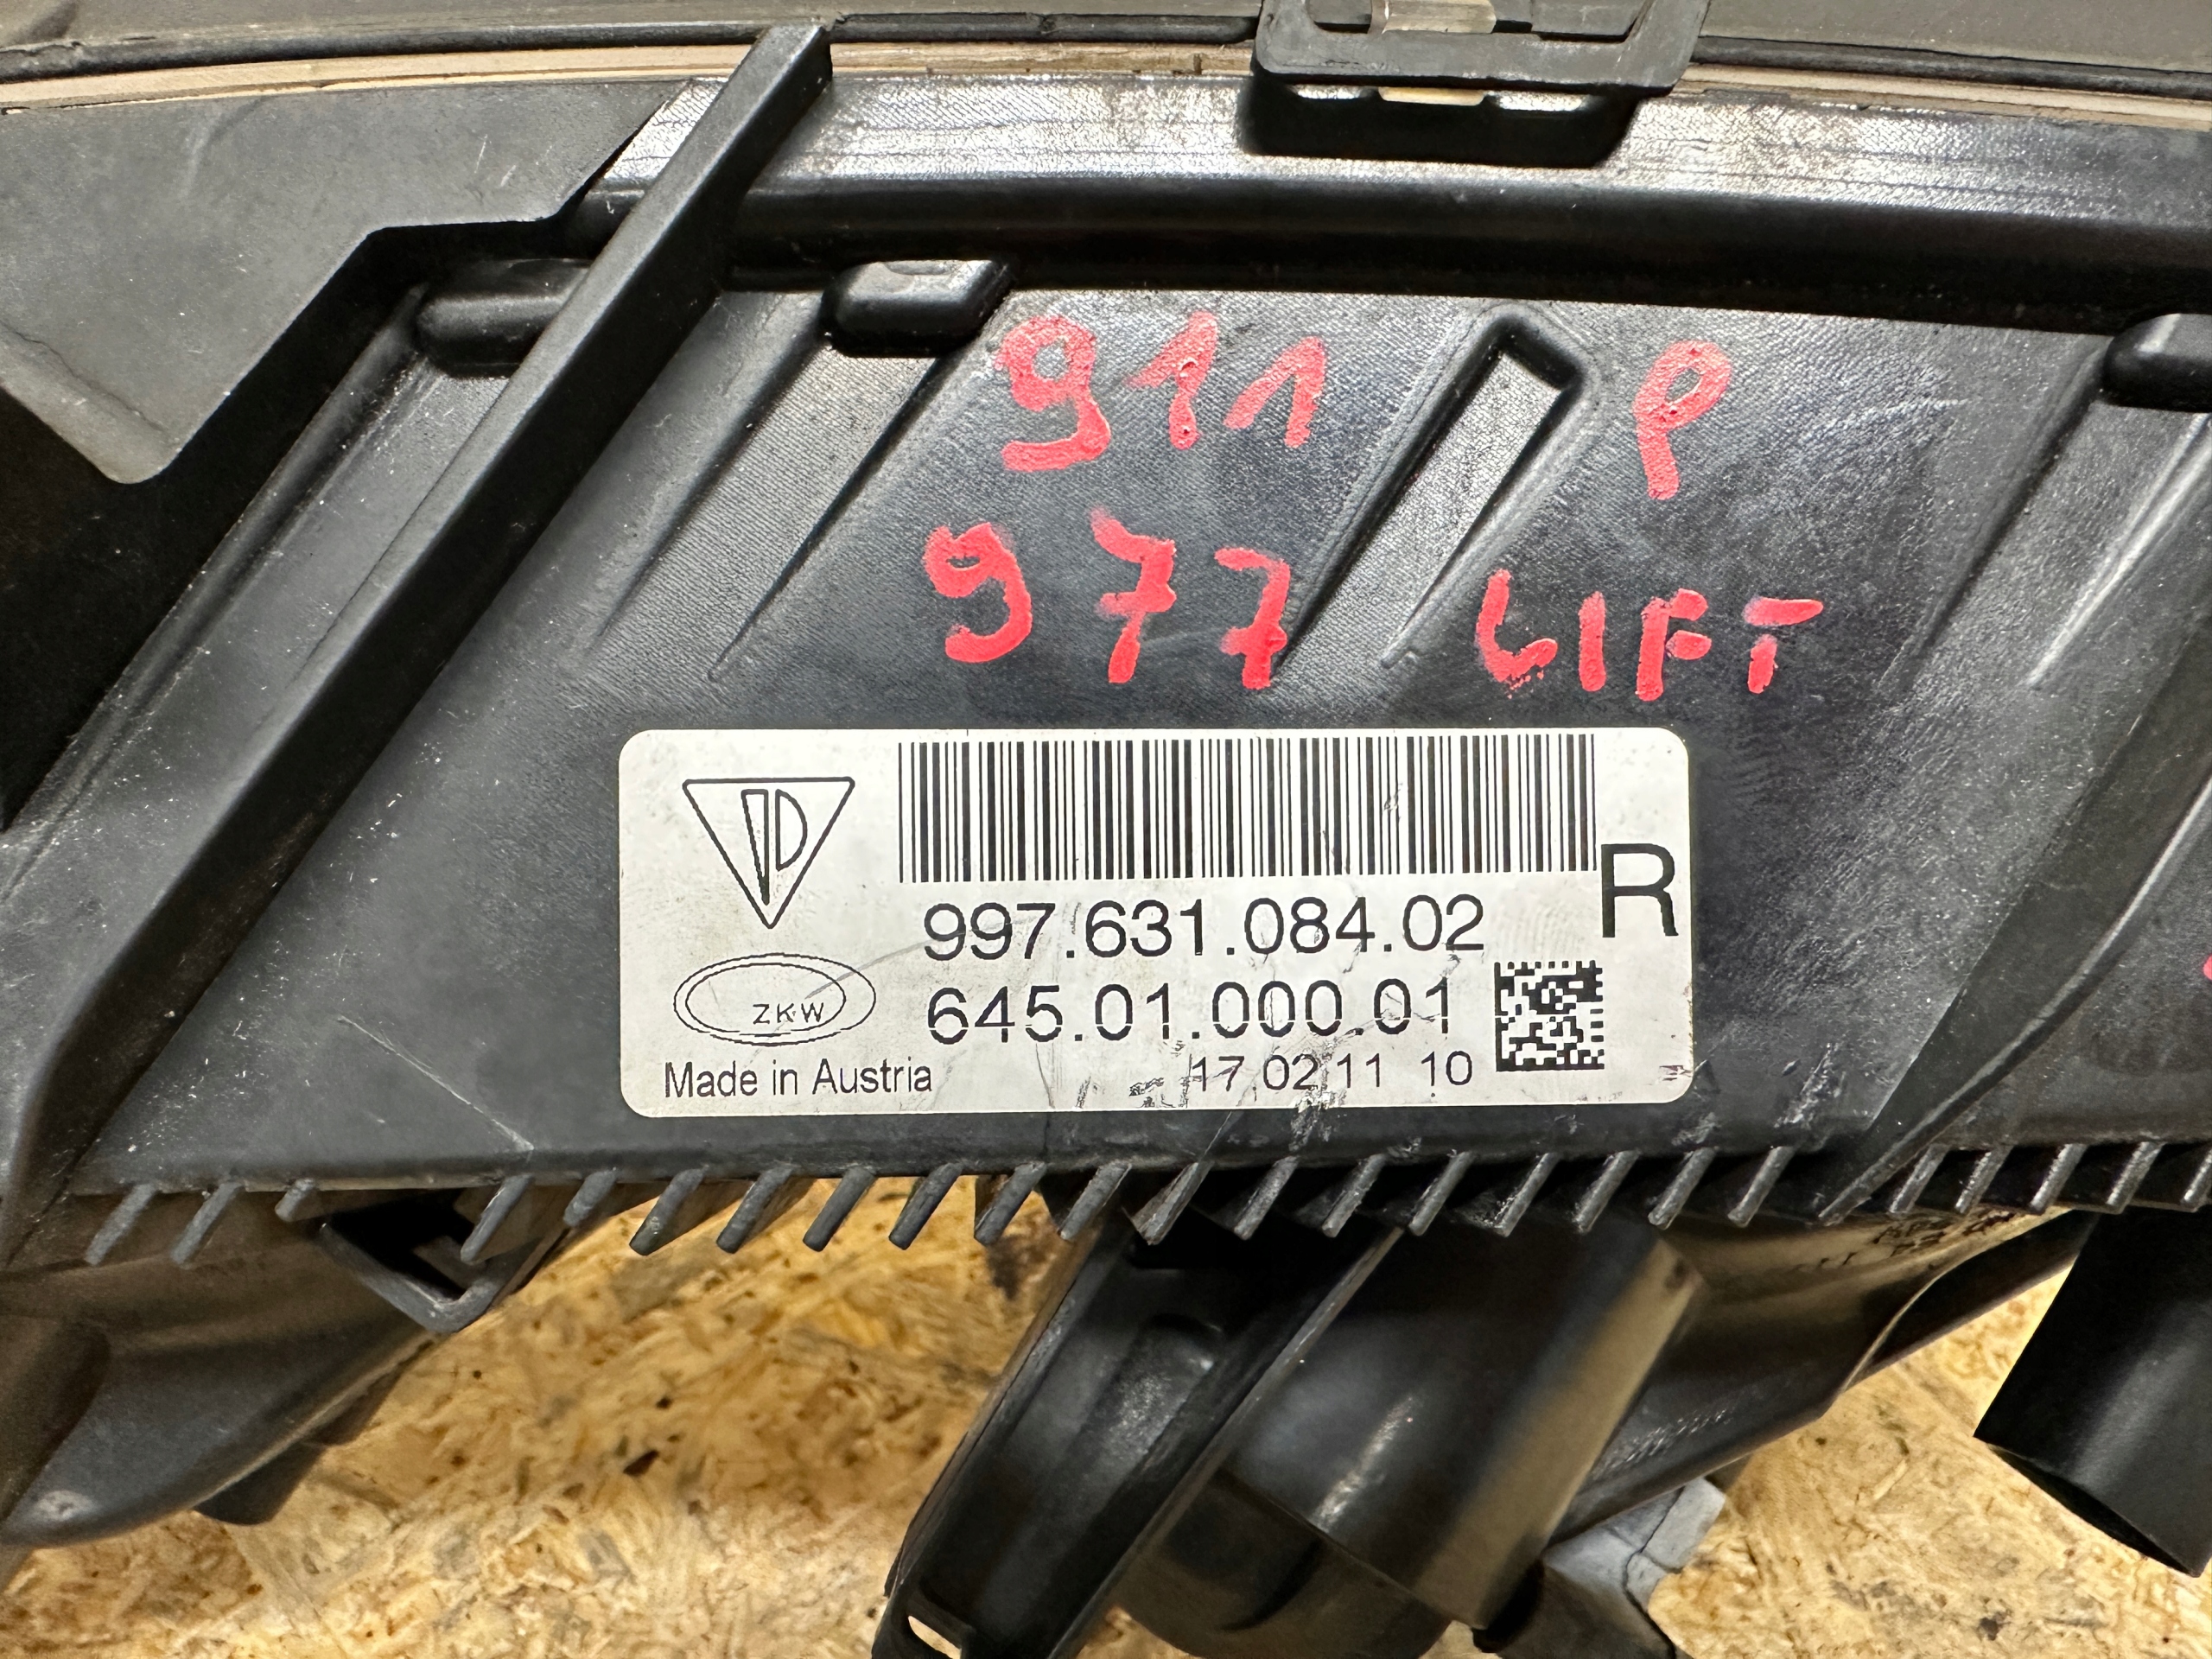 911 P
977 LIFT
R
997.631.084.02
645.01.000.01
ZKW
Made in Austria 17.02.11 10